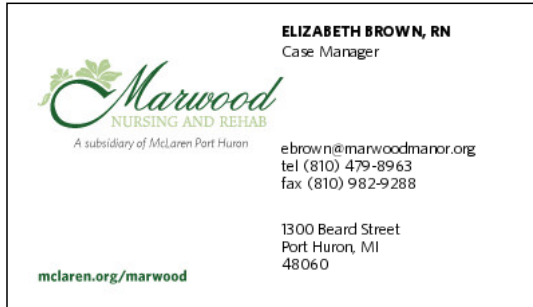 ELIZABETH BROWN, RN
Case Manager
Marwood
NURSING AND REHAB
A subsidiary of McLaren Port Huron
ebrown@marwoodmanor.org
tel (810) 479-8963
fax (810) 982-9288
1300 Beard Street
Port Huron, MI
48060
mclaren.org/marwood